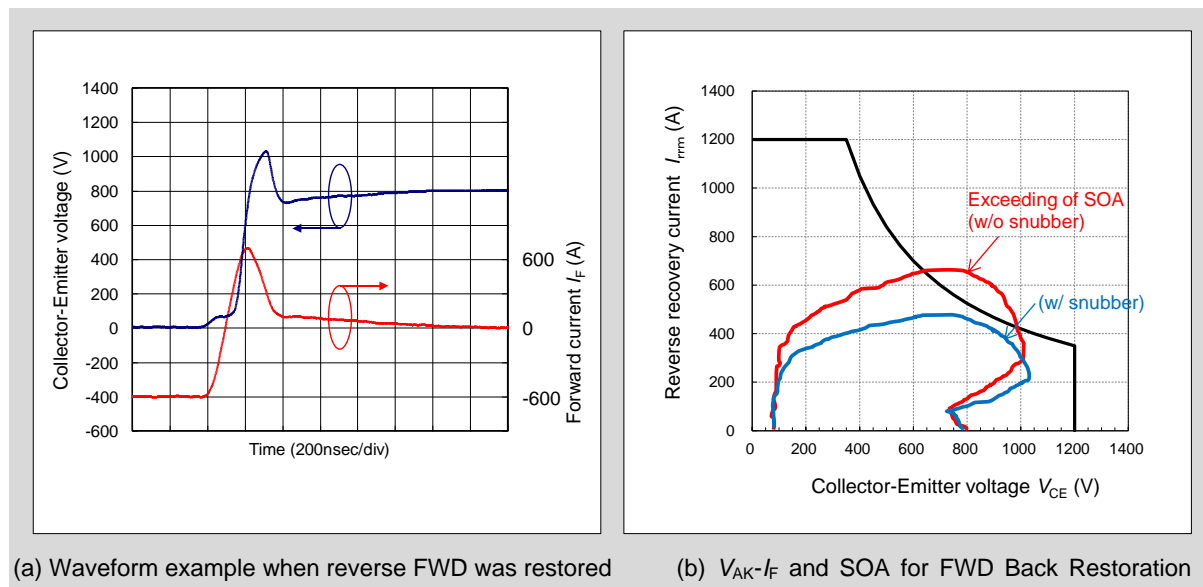 1400
1200
1000
800
600
400
200
0
-200
-400
-600
600
0
-600
Collector-Emitter voltage (V)
Forward current IF (A)
Time (200nsec/div)
(a) Waveform example when reverse FWD was restored
1400
1200
1000
800
600
400
200
0
Reverse recovery current Irrm (A)
Exceeding of SOA
(w/o snubber)
(w/ snubber)
0 200 400 600 800 1000 1200 1400
Collector-Emitter voltage VCE (V)
(b) VAK-IF and SOA for FWD Back Restoration